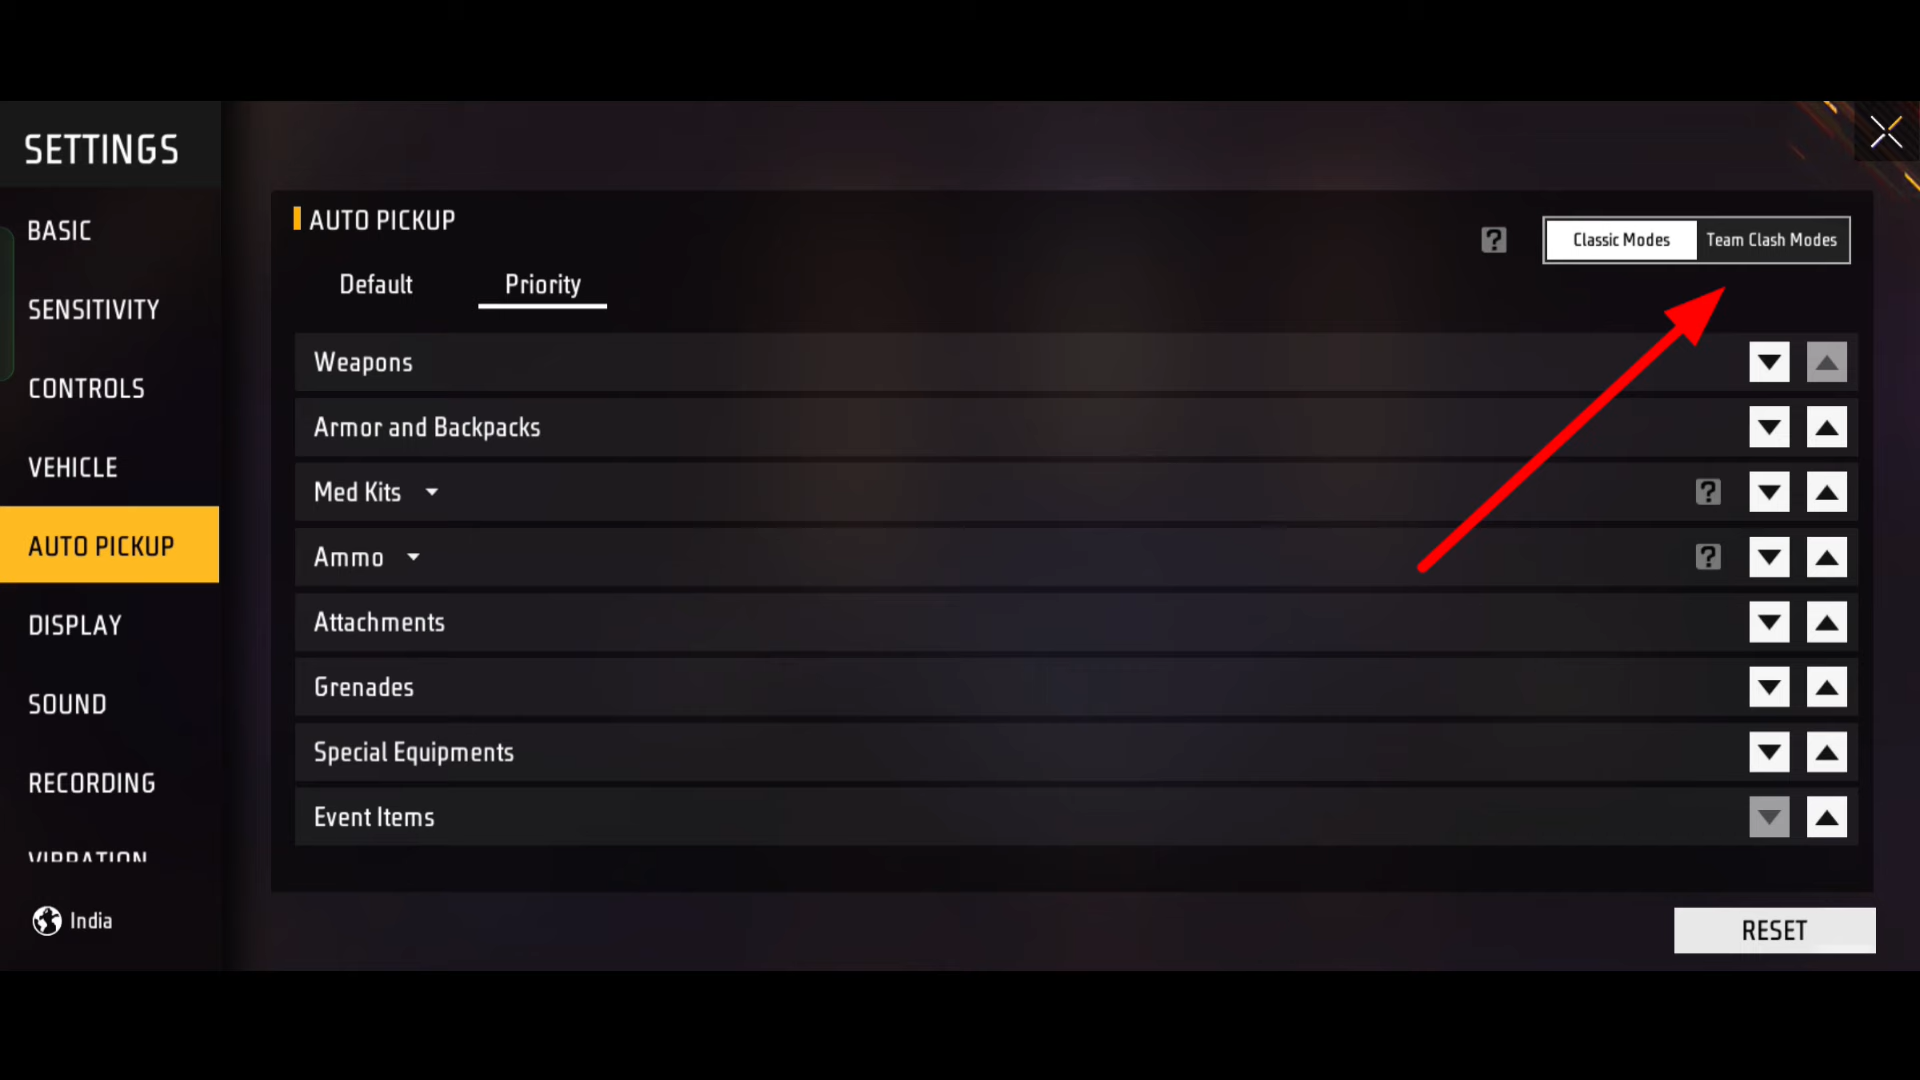 SETTINGS
BASIC
SENSITIVITY
CONTROLS
VEHICLE
AUTO PICKUP
DISPLAY
SOUND
RECORDING
VIBRATION
India
AUTO PICKUP
? Classic Modes Team Clash Modes
Default Priority
Weapons
Armor and Backpacks
Med Kits ?
Ammo ?
Attachments
Grenades
Special Equipments
Event Items
RESET